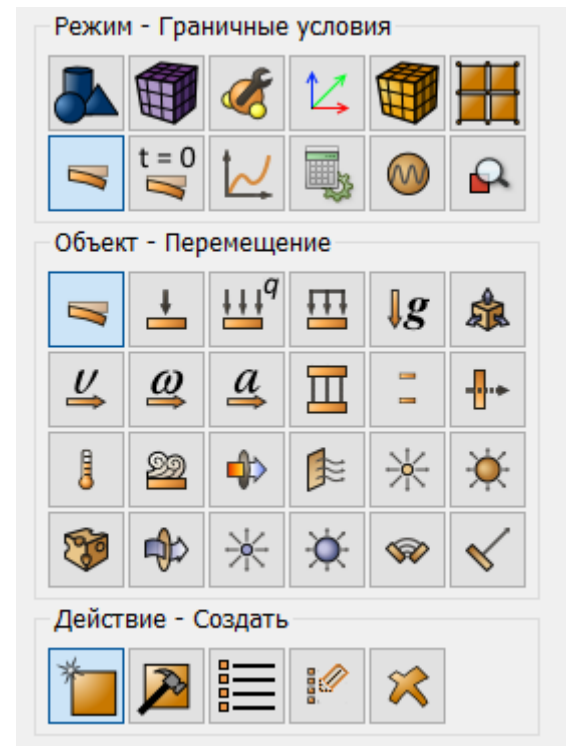 Режим - Граничные условия
t = 0
Объект - Перемещение
q
g
υ
ω
a
Действие - Создать